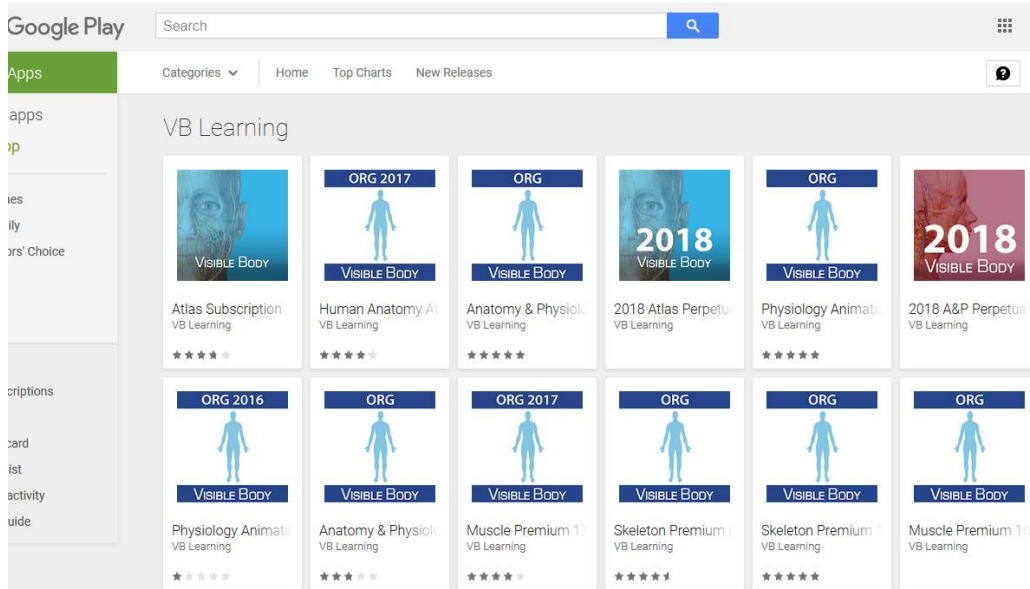 Google Play
Search
Apps
Categories
Home
Top Charts
New Releases
apps
op
nes
ily
ors' Choice
criptions
card
ist
activity
uide
VB Learning
VISIBLE BODY
Atlas Subscription
VB Learning
ORG 2017
VISIBLE BODY
Human Anatomy At
VB Learning
ORG
VISIBLE BODY
Anatomy & Physiolo
VB Learning
2018
VISIBLE BODY
2018 Atlas Perpetua
VB Learning
ORG
VISIBLE BODY
Physiology Animati
VB Learning
2018
VISIBLE BODY
2018 A&P Perpetua
VB Learning
ORG 2016
VISIBLE BODY
Physiology Animati
VB Learning
ORG
VISIBLE BODY
Anatomy & Physiolo
VB Learning
ORG 2017
VISIBLE BODY
Muscle Premium 17
VB Learning
ORG
VISIBLE BODY
Skeleton Premium (
VB Learning
ORG
VISIBLE BODY
Skeleton Premium 1
VB Learning
ORG
VISIBLE BODY
Muscle Premium 16
VB Learning